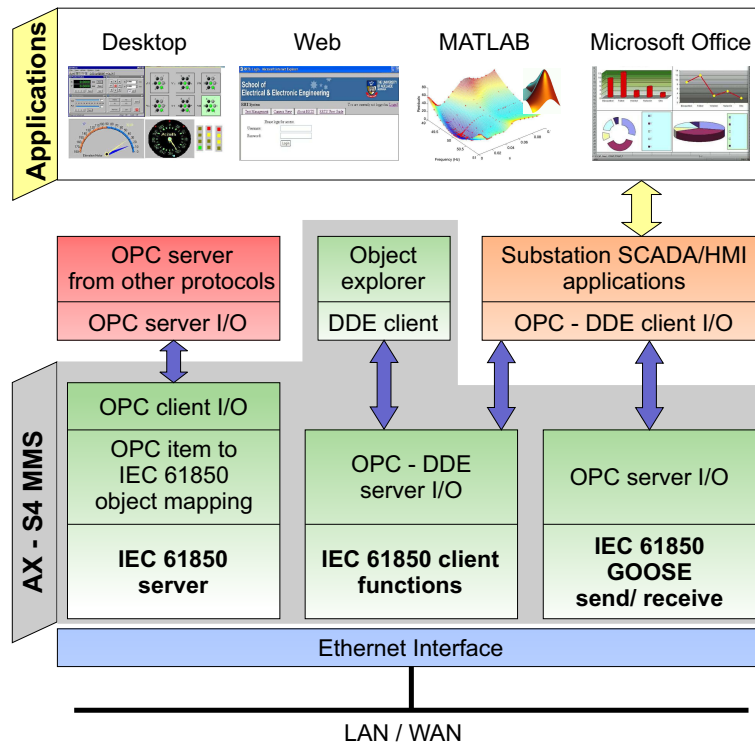 Applications
Desktop
Web
MATLAB
Microsoft Office
School of
Electrical & Electronic Engineering
Frequency (Hz)
OPC server
from other protocols
OPC server I/O
Object
explorer
DDE client
Substation SCADA/HMI
applications
OPC - DDE client I/O
AX - S4 MMS
OPC client I/O
OPC item to
IEC 61850
object mapping
IEC 61850
server
OPC - DDE
server I/O
IEC 61850 client
functions
OPC server I/O
IEC 61850
GOOSE
send/ receive
Ethernet Interface
LAN / WAN